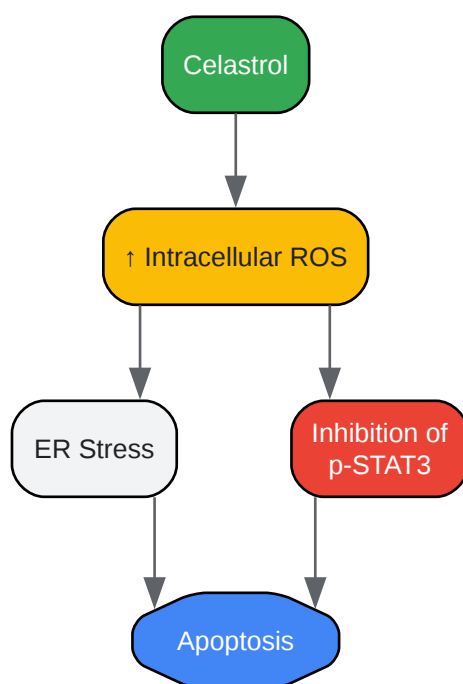 Celastrol
↑ Intracellular ROS
ER Stress
Inhibition of
p-STAT3
Apoptosis